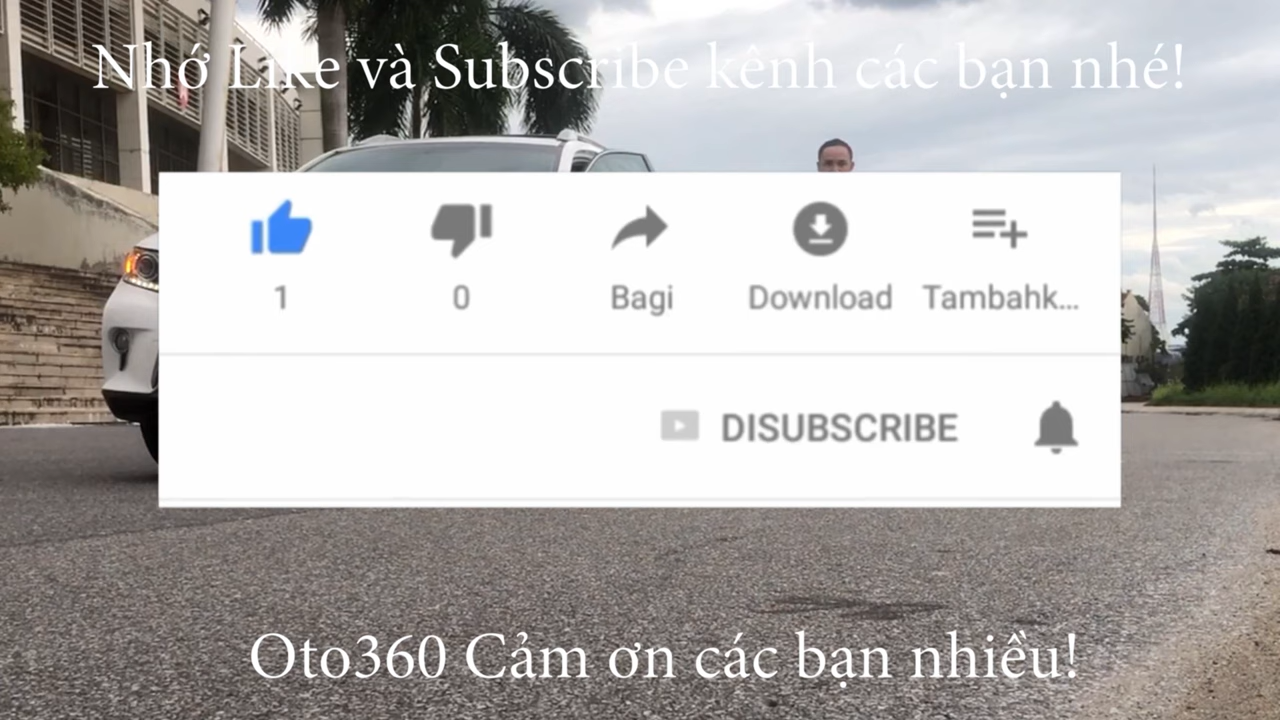 Nhớ Like và Subscribe kênh các bạn nhé!
1 0 Bagi Download Tambahk...
DISUBSCRIBE
Oto360 Cảm ơn các bạn nhiều!